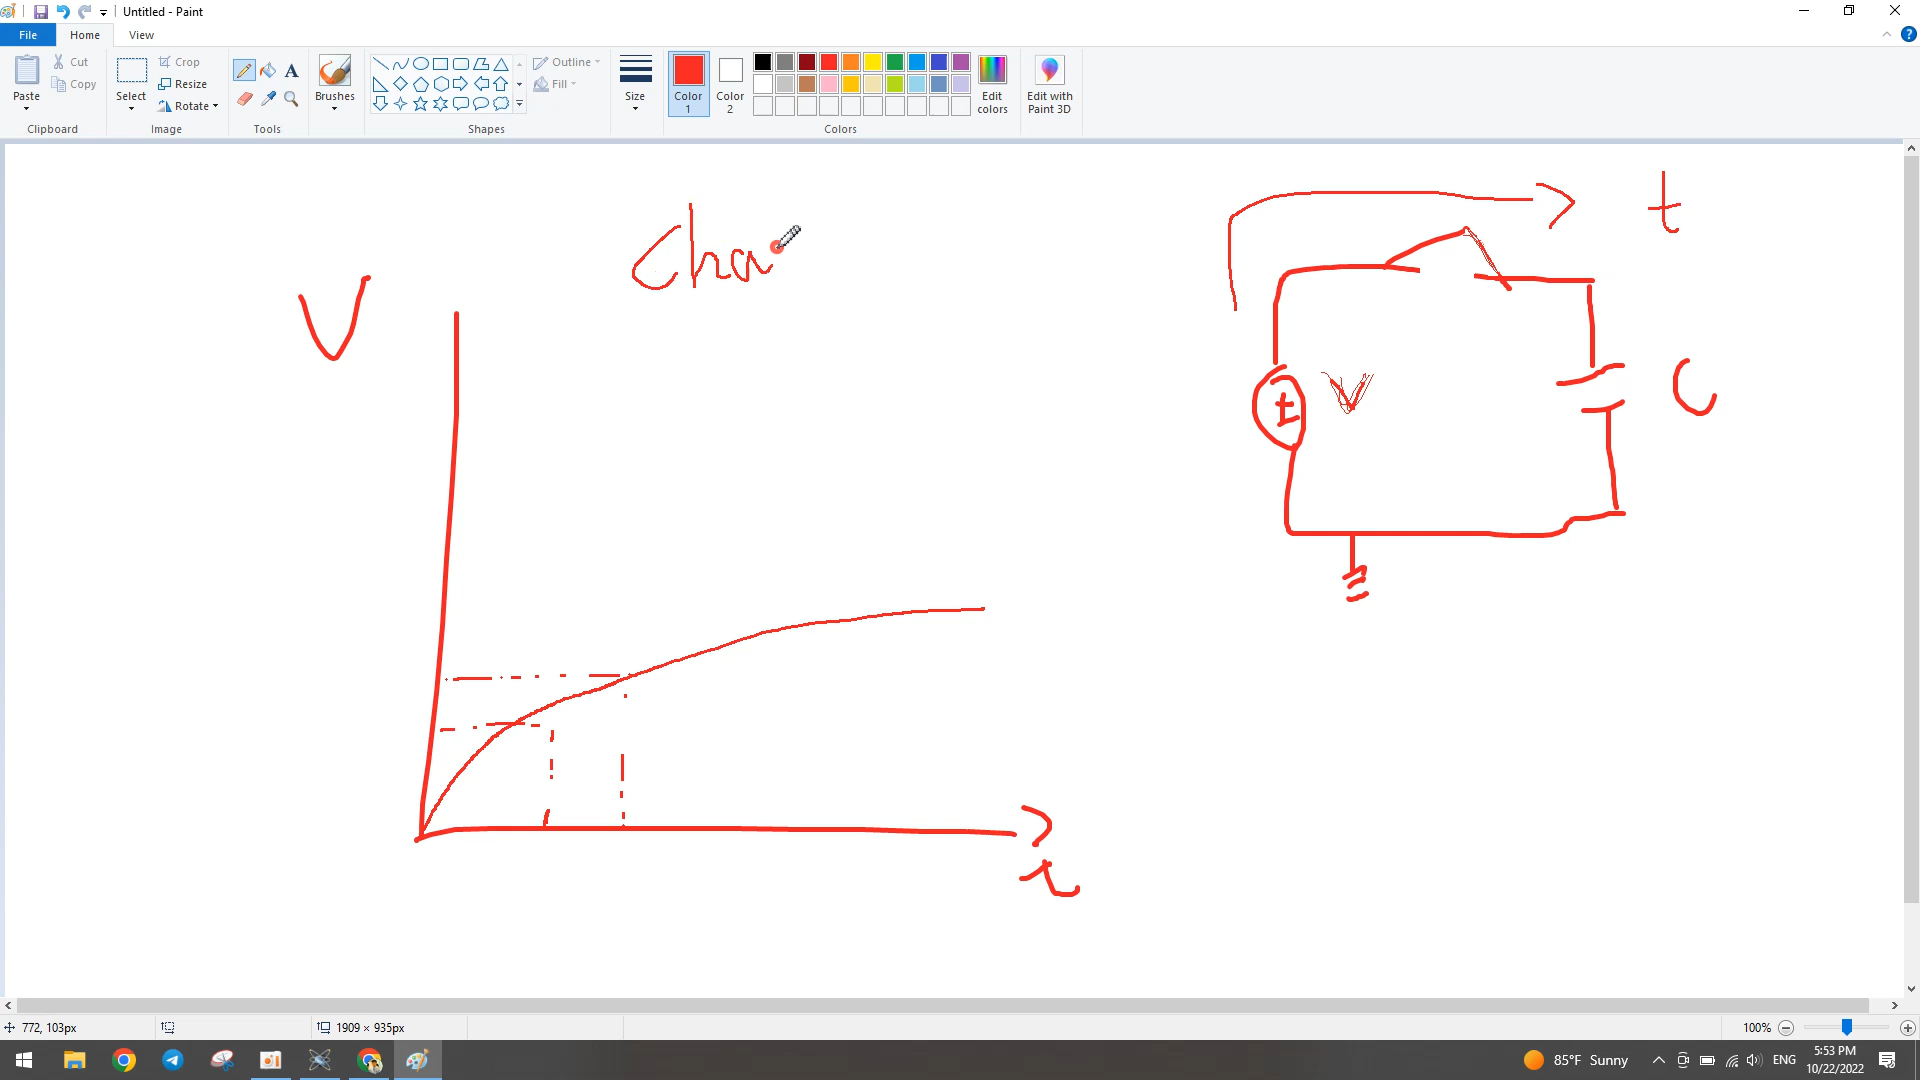 Untitled - Paint
File Home View
Paste
Cut
Copy
Clipboard
Select
Crop
Resize
Rotate
Image
Tools
Brushes
Shapes
Outline
Fill
Size
Color 1
Color 2
Colors
Edit colors
Edit with Paint 3D
t
Cha
V
V
C
772, 103px
1909 × 935px
100%
85°F Sunny
ENG
5:53 PM
10/22/2022